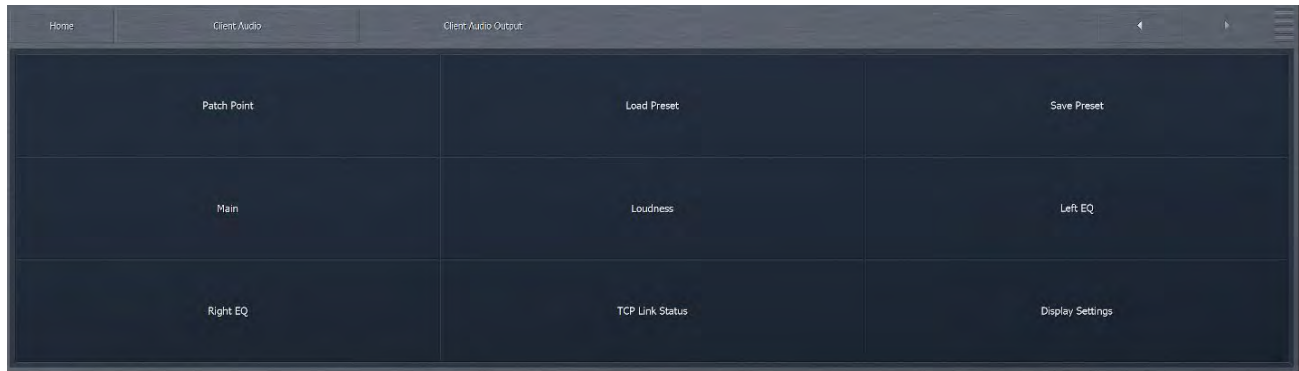 Home Client Audio Client Audio Output
Patch Point Load Preset Save Preset
Main Loudness Left EQ
Right EQ TCP Link Status Display Settings